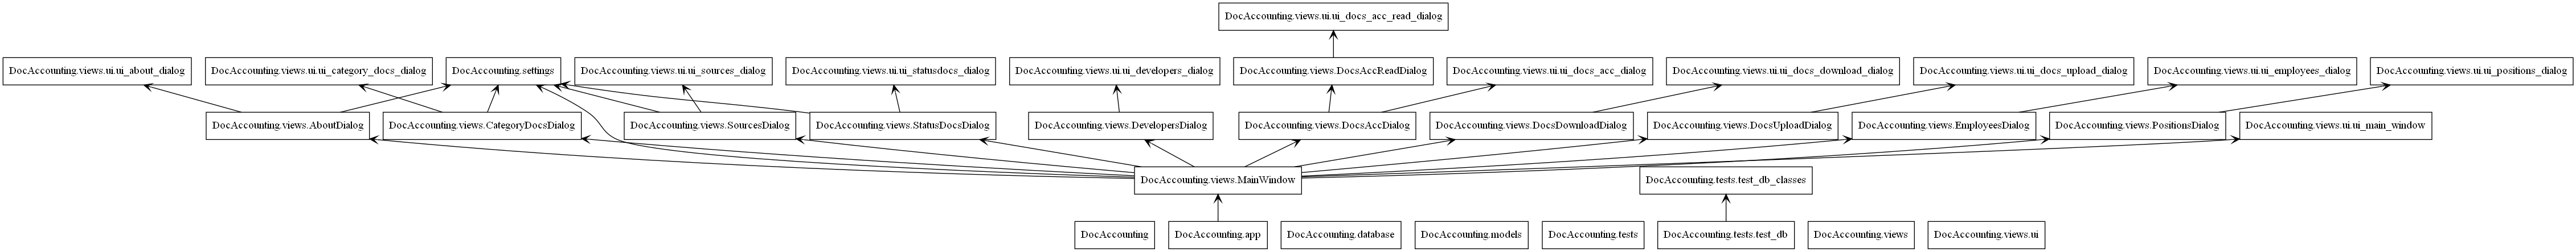 DocAccounting.views.ui.ui_docs_acc_read_dialog
DocAccounting.views.ui.ui_about_dialog
DocAccounting.views.ui.ui_category_docs_dialog
DocAccounting.settings
DocAccounting.views.ui.ui_sources_dialog
DocAccounting.views.ui.ui_statusdocs_dialog
DocAccounting.views.ui.ui_developers_dialog
DocAccounting.views.DocsAccReadDialog
DocAccounting.views.ui.ui_docs_acc_dialog
DocAccounting.views.ui.ui_docs_download_dialog
DocAccounting.views.ui.ui_docs_upload_dialog
DocAccounting.views.ui.ui_employees_dialog
DocAccounting.views.ui.ui_positions_dialog
DocAccounting.views.AboutDialog
DocAccounting.views.CategoryDocsDialog
DocAccounting.views.SourcesDialog
DocAccounting.views.StatusDocsDialog
DocAccounting.views.DevelopersDialog
DocAccounting.views.DocsAccDialog
DocAccounting.views.DocsDownloadDialog
DocAccounting.views.DocsUploadDialog
DocAccounting.views.EmployeesDialog
DocAccounting.views.PositionsDialog
DocAccounting.views.ui.ui_main_window
DocAccounting.views.MainWindow
DocAccounting.tests.test_db_classes
DocAccounting
DocAccounting.app
DocAccounting.database
DocAccounting.models
DocAccounting.tests
DocAccounting.tests.test_db
DocAccounting.views
DocAccounting.views.ui